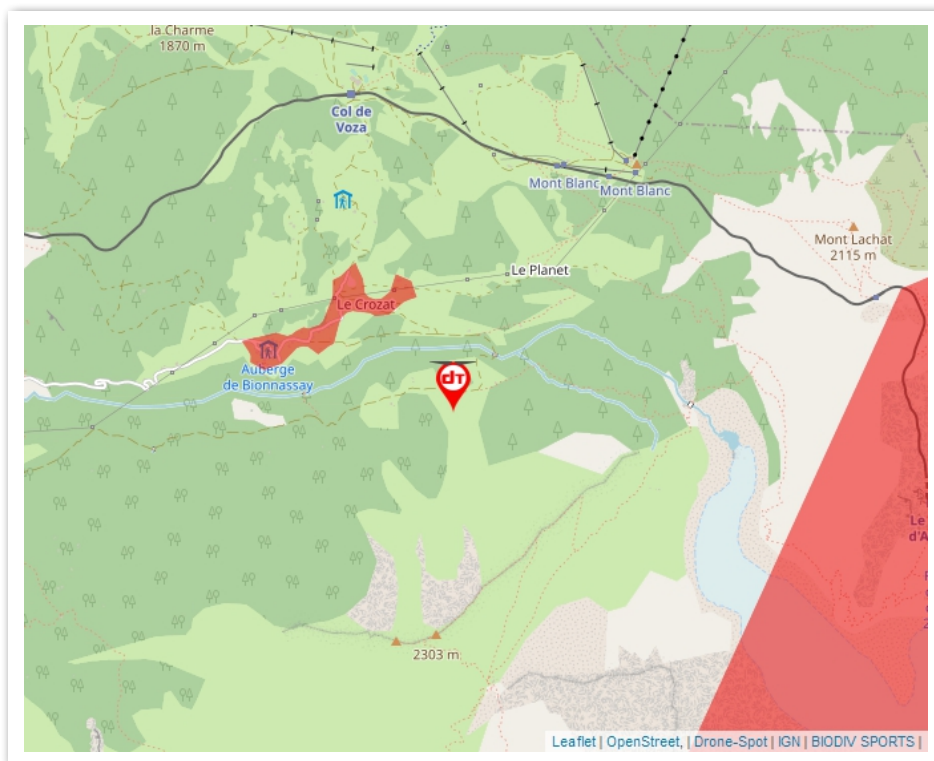 la Charme
1870 m
Col de
Voza
Mont Blanc
Mont Blanc
Mont Lachat
2115 m
Le Planet
Le Crozat
Auberge
de Bionnassay
dT
Le
d'A
2303 m
Leaflet | OpenStreet, | Drone-Spot | IGN | BIODIV SPORTS |